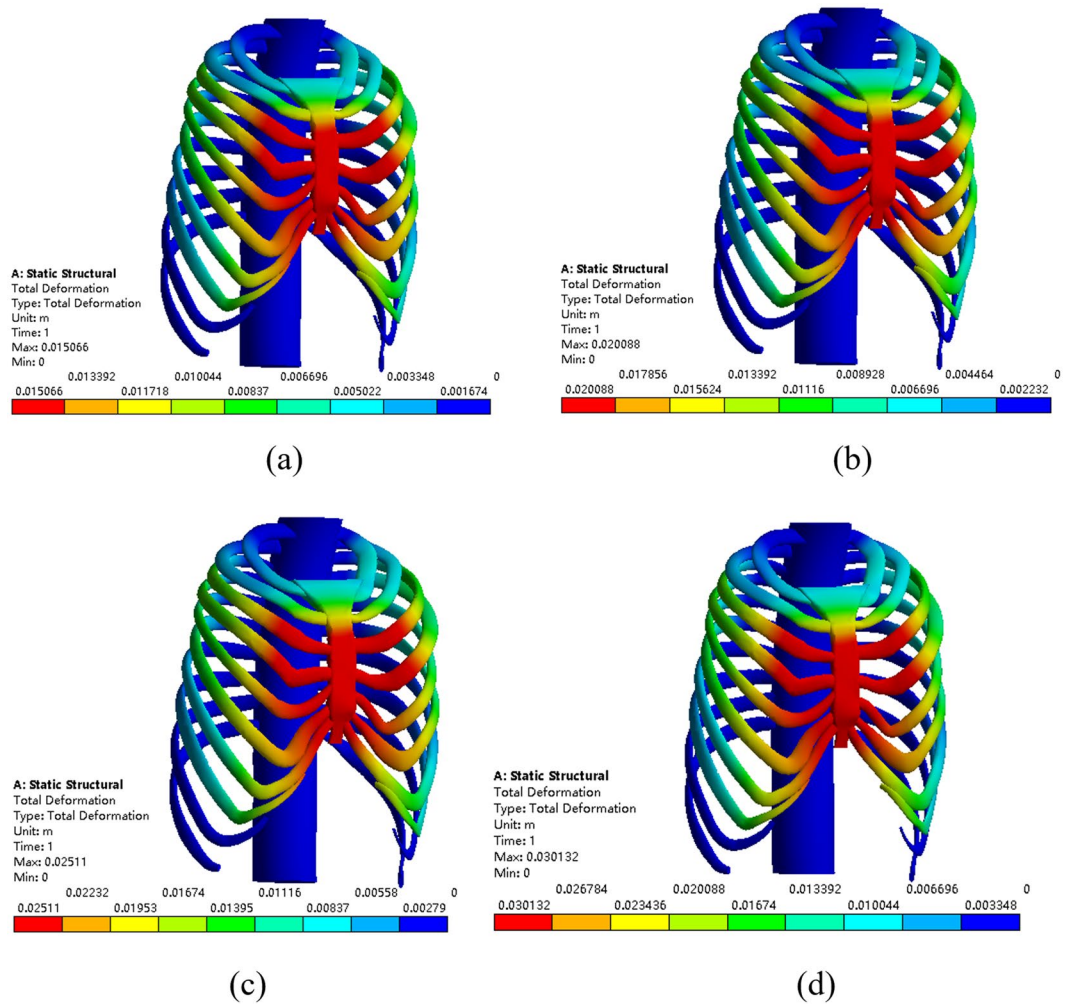 A: Static Structural
Total Deformation
Type: Total Deformation
Unit: m
Time: 1
Max: 0.015066
Min: 0
0.013392 0.010044 0.006696 0.003348 0
0.015066 0.011718 0.00837 0.005022 0.001674
(a)
A: Static Structural
Total Deformation
Type: Total Deformation
Unit: m
Time: 1
Max: 0.020088
Min: 0
0.017856 0.013392 0.008928 0.004464 0
0.020088 0.015624 0.01116 0.006696 0.002232
(b)
A: Static Structural
Total Deformation
Type: Total Deformation
Unit: m
Time: 1
Max: 0.02511
Min: 0
0.02232 0.01674 0.01116 0.00558 0
0.02511 0.01953 0.01395 0.00837 0.00279
(c)
A: Static Structural
Total Deformation
Type: Total Deformation
Unit: m
Time: 1
Max: 0.030132
Min: 0
0.026784 0.020088 0.013392 0.006696 0
0.030132 0.023436 0.01674 0.010044 0.003348
(d)